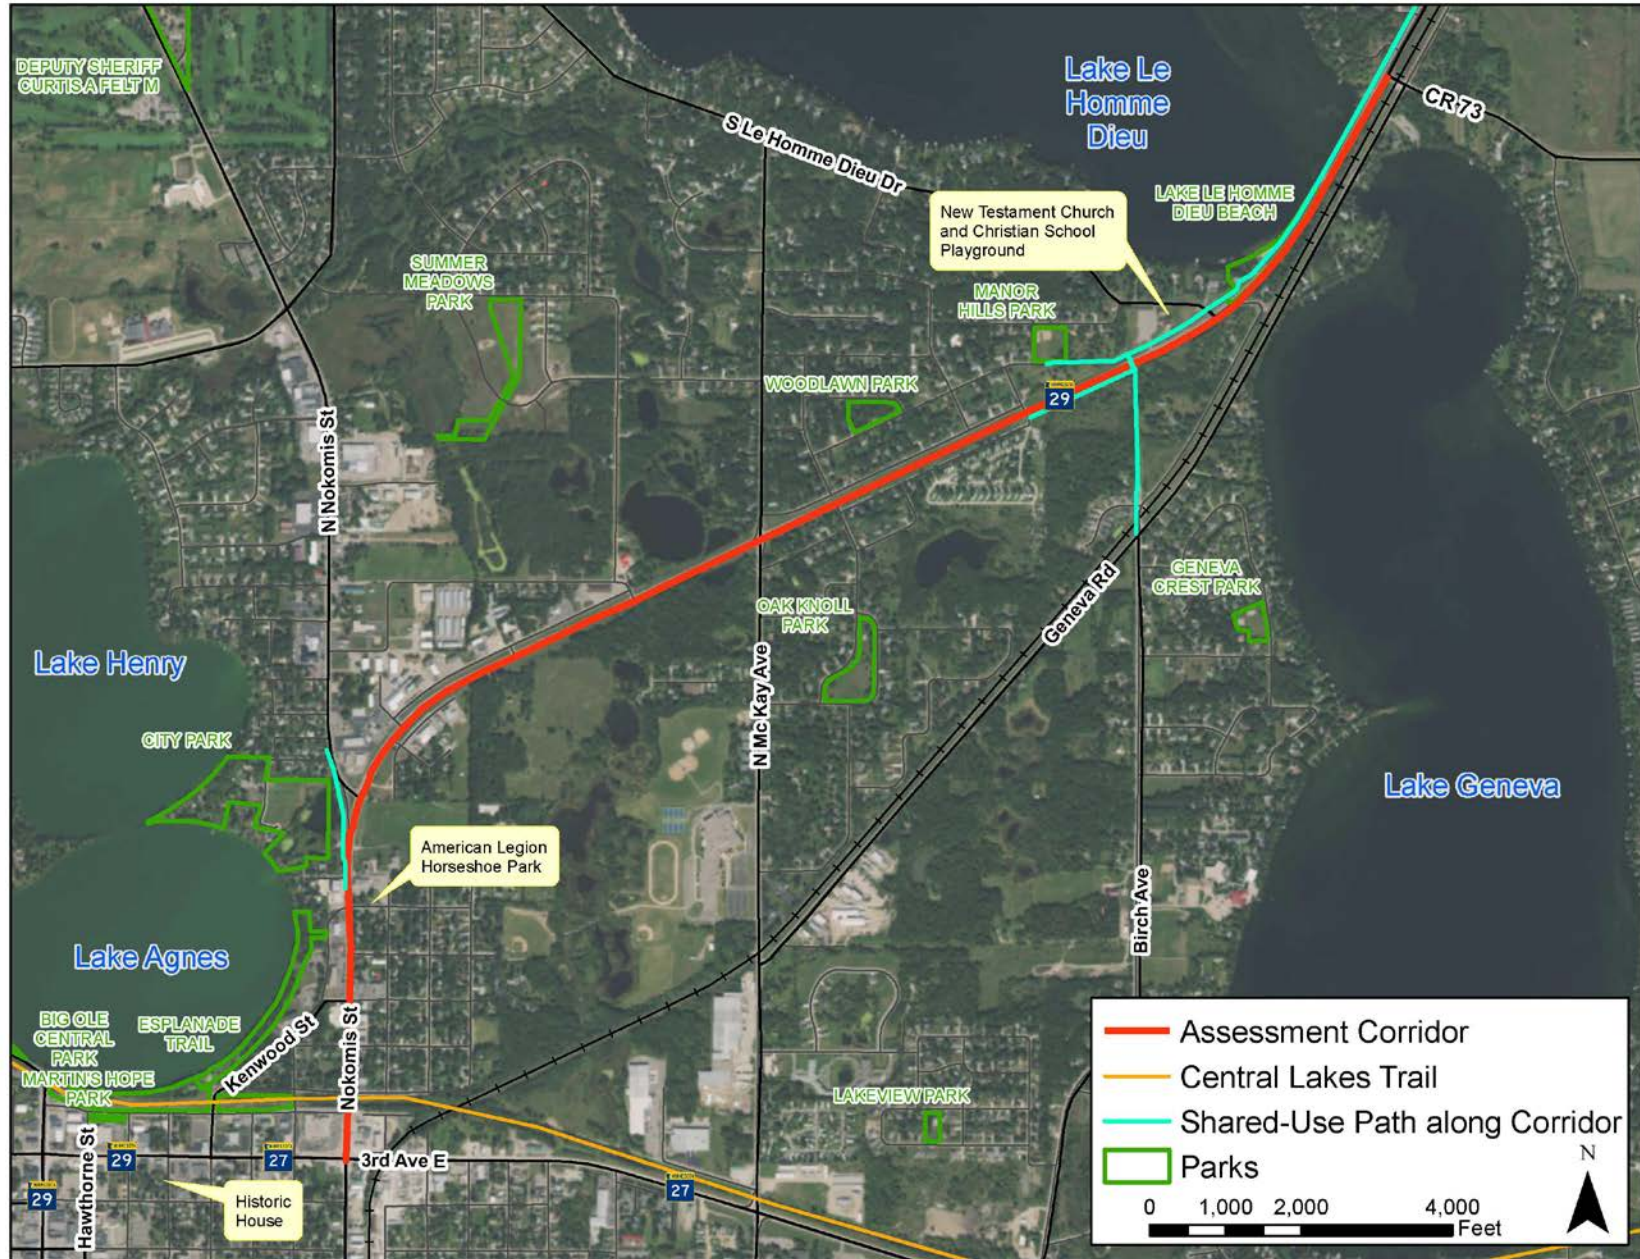 DEPUTY SHERIFF
CURTIS A FELT M
Lake Le
Homme
Dieu
CR 73
S Le Homme Dieu Dr
LAKE LE HOMME
DIEU BEACH
New Testament Church
and Christian School
Playground
SUMMER
MEADOWS
PARK
MANOR
HILLS PARK
WOODLAWN PARK
29
N Nokomis St
GENEVA
CREST PARK
Geneva Rd
OAK KNOLL
PARK
Lake Henry
N Mc Kay Ave
CITY PARK
Lake Geneva
American Legion
Horseshoe Park
Birch Ave
Lake Agnes
BIG OLE
CENTRAL
PARK
ESPLANADE
TRAIL
MARTIN'S HOPE
PARK
Kenwood St
Nokomis St
LAKEVIEW PARK
Hawthorne St
29
27
3rd Ave E
29
27
Historic
House
Assessment Corridor
Central Lakes Trail
Shared-Use Path along Corridor
Parks
N
0 1,000 2,000 4,000
Feet